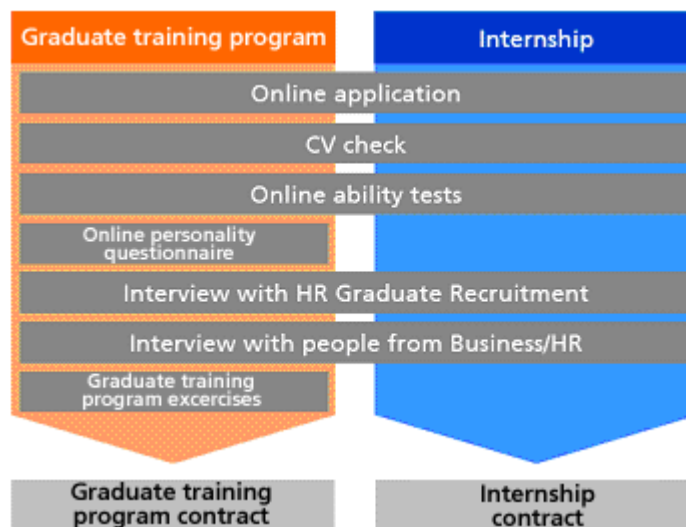 Graduate training program
Internship
Online application
CV check
Online ability tests
Online personality
questionnaire
Interview with HR Graduate Recruitment
Interview with people from Business/HR
Graduate training
program excercises
Graduate training
program contract
Internship
contract